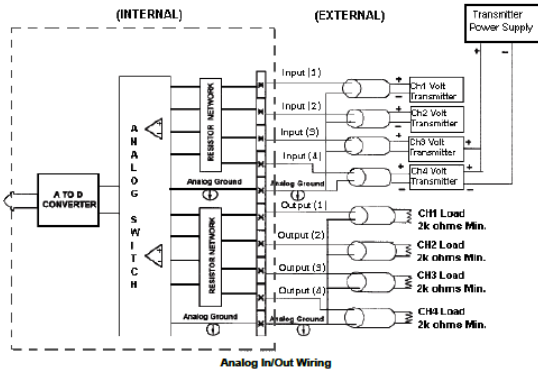 (INTERNAL)
(EXTERNAL)
Transmitter
Power Supply
+
-
Input (1)
+
-
Ch1 Volt
Transmitter
Input (2)
+
-
Ch2 Volt
Transmitter
Input (3)
+
-
Ch3 Volt
Transmitter
+
-
Input (4)
+
-
Ch4 Volt
Transmitter
+
-
RESISTOR NETWORK
ANALOG SWITCH
A TO D
CONVERTER
Analog Ground
Analog Ground
Output (1)
CH1 Load
2k ohms Min.
Output (2)
CH2 Load
2k ohms Min.
RESISTOR NETWORK
Output (3)
CH3 Load
2k ohms Min.
Output (4)
Analog Ground
Analog Ground
CH4 Load
2k ohms Min.
Analog In/Out Wiring